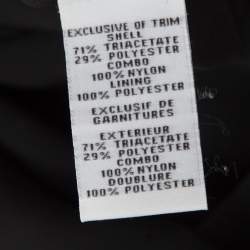 EXCLUSIVE OF TRIM
SHELL
71% TRIACETATE
29% POLYESTER
COMBO
100% NYLON
LINING
100% POLYESTER
EXCLUSIF DE
GARNITURES
EXTERIEUR
71% TRIACETATE
29% POLYESTER
COMBO
100% NYLON
DOUBLURE
100% POLYESTER